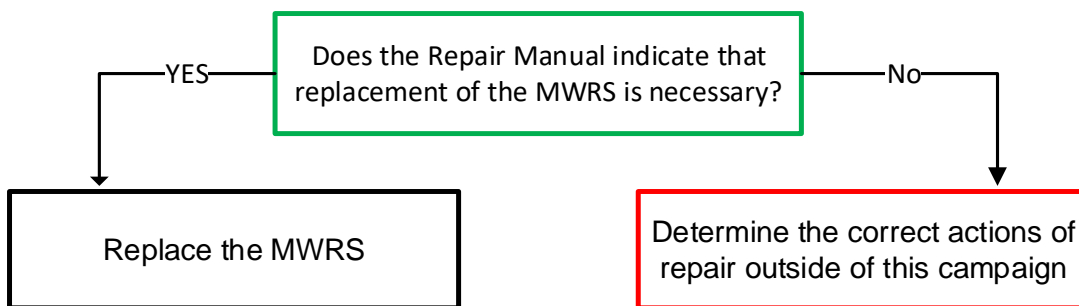 Does the Repair Manual indicate that
replacement of the MWRS is necessary?
YES
No
Replace the MWRS
Determine the correct actions of
repair outside of this campaign